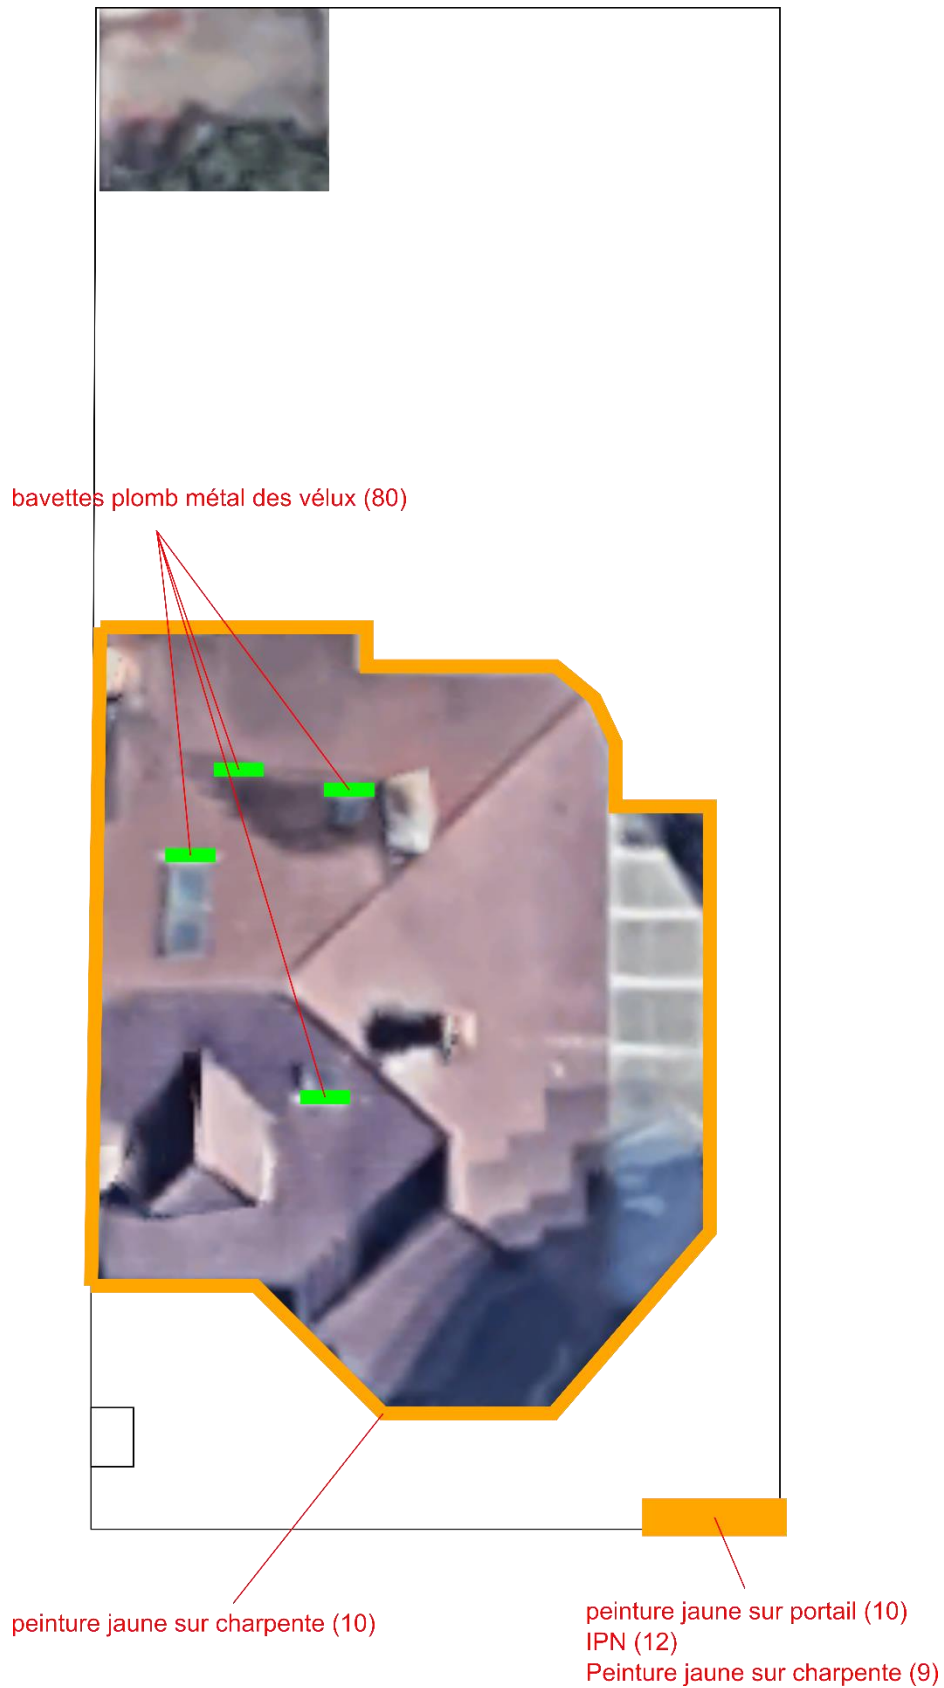 bavettes plomb métal des vélux (80)
peinture jaune sur charpente (10)
peinture jaune sur portail (10)
IPN (12)
Peinture jaune sur charpente (9)